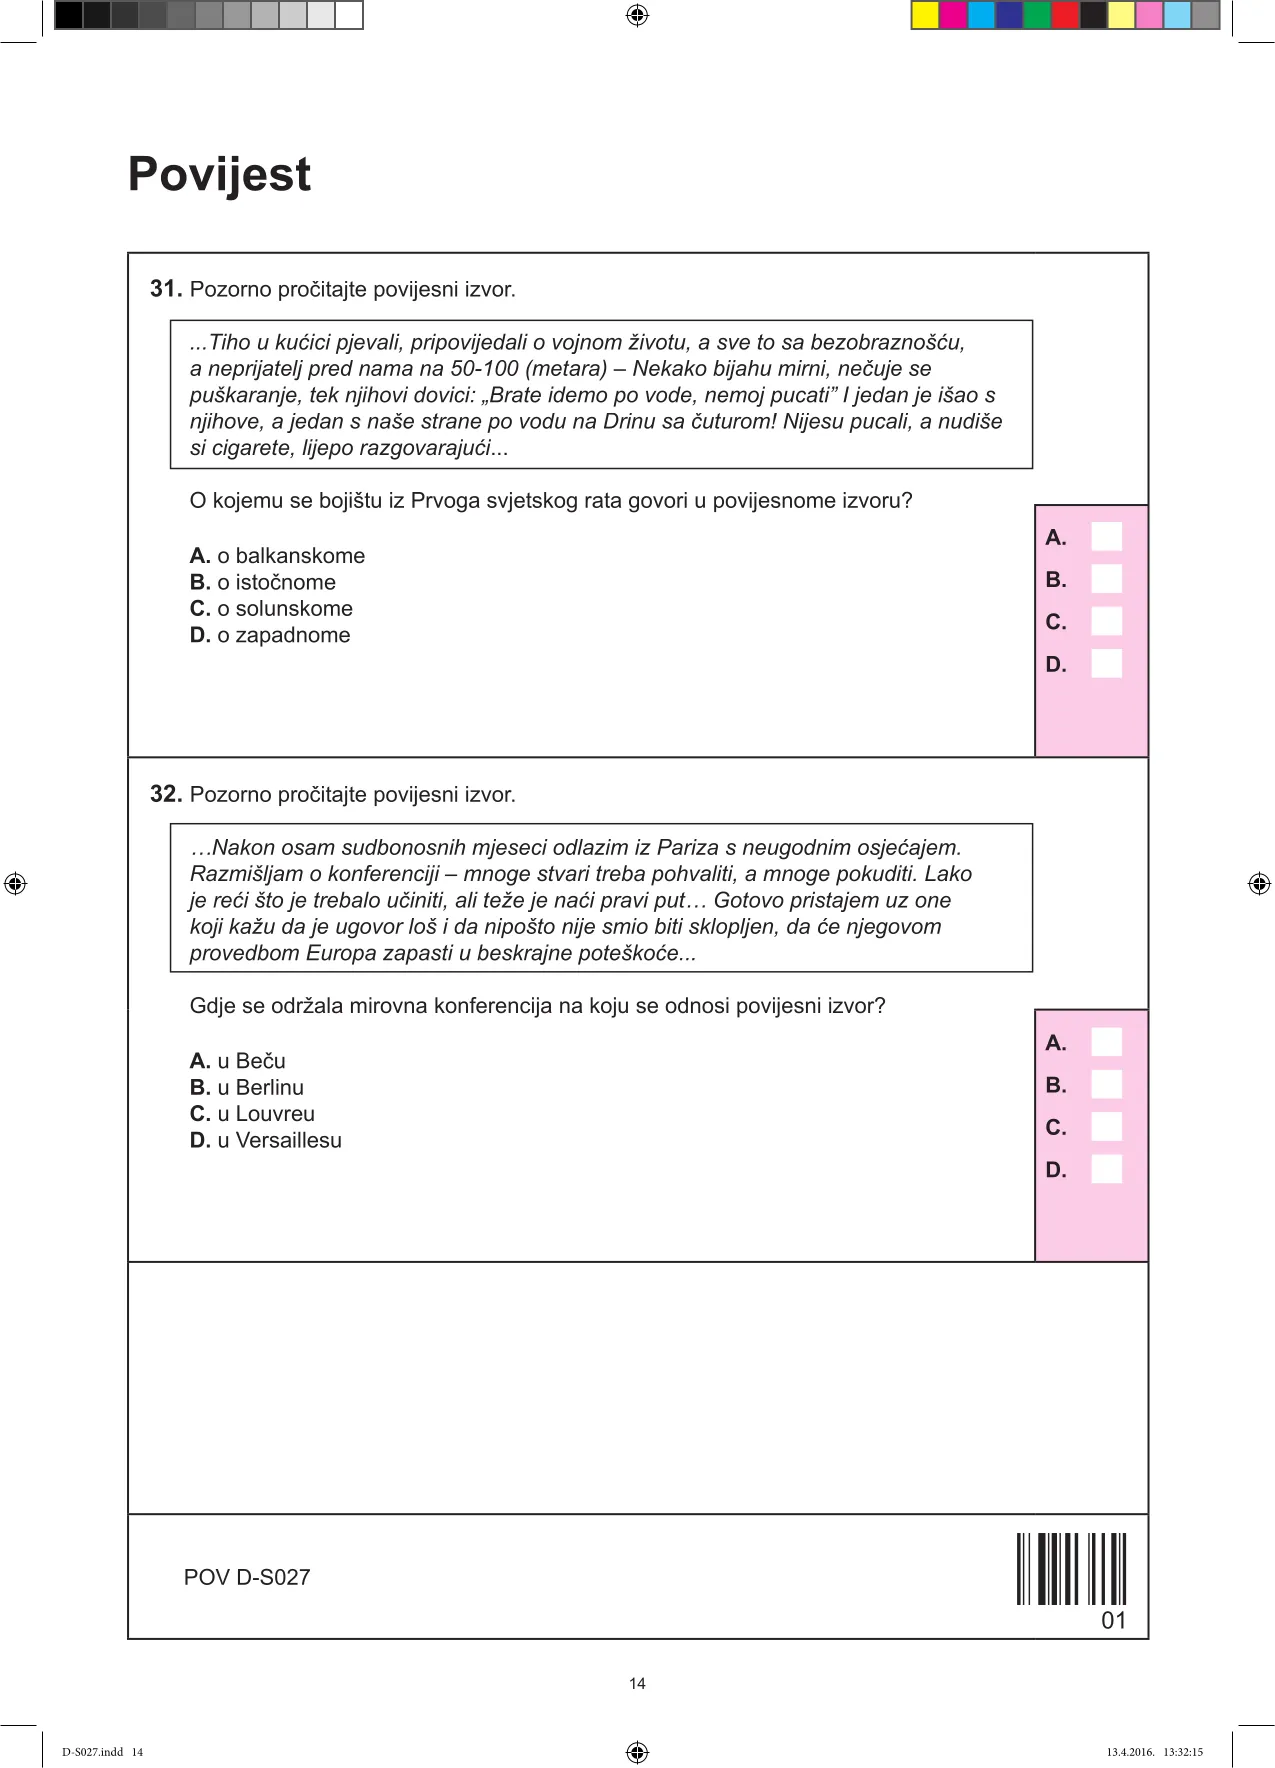 Povijest
31. Pozorno pročitajte povijesni izvor.
...Tiho u kućici pjevali, pripovijedali o vojnom životu, a sve to sa bezobraznošću,
a neprijatelj pred nama na 50-100 (metara) – Nekako bijahu mirni, nečuje se
puškaranje, tek njihovi dovici: „Brate idemo po vode, nemoj pucati” I jedan je išao s
njihove, a jedan s naše strane po vodu na Drinu sa čuturom! Nijesu pucali, a nudiše
si cigarete, lijepo razgovarajući...
O kojemu se bojištu iz Prvoga svjetskog rata govori u povijesnome izvoru?
A. o balkanskome
B. o istočnome
C. o solunskome
D. o zapadnome
A.
B.
C.
D.
32. Pozorno pročitajte povijesni izvor.
…Nakon osam sudbonosnih mjeseci odlazim iz Pariza s neugodnim osjećajem.
Razmišljam o konferenciji – mnoge stvari treba pohvaliti, a mnoge pokuditi. Lako
je reći što je trebalo učiniti, ali teže je naći pravi put… Gotovo pristajem uz one
koji kažu da je ugovor loš i da nipošto nije smio biti sklopljen, da će njegovom
provedbom Europa zapasti u beskrajne poteškoće...
Gdje se održala mirovna konferencija na koju se odnosi povijesni izvor?
A. u Beču
B. u Berlinu
C. u Louvreu
D. u Versaillesu
A.
B.
C.
D.
POV D-S027
01
14
D-S027.indd 14
13.4.2016. 13:32:15